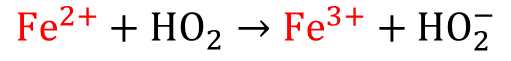 Fe²⁺ + HO₂ → Fe³⁺ + HO₂⁻